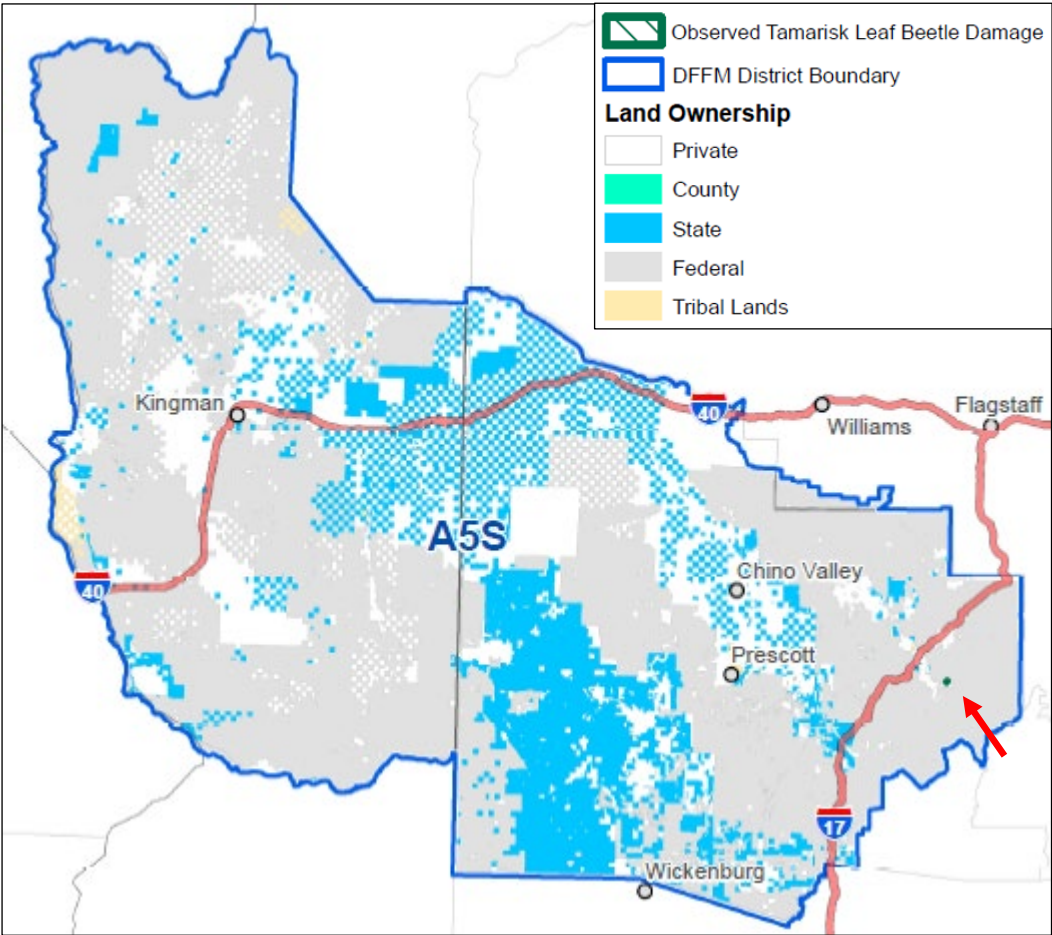 Observed Tamarisk Leaf Beetle Damage
DFFM District Boundary
Land Ownership
Private
County
State
Federal
Tribal Lands
Kingman
40
Williams
Flagstaff
A5S
40
Chino Valley
Prescott
17
Wickenburg